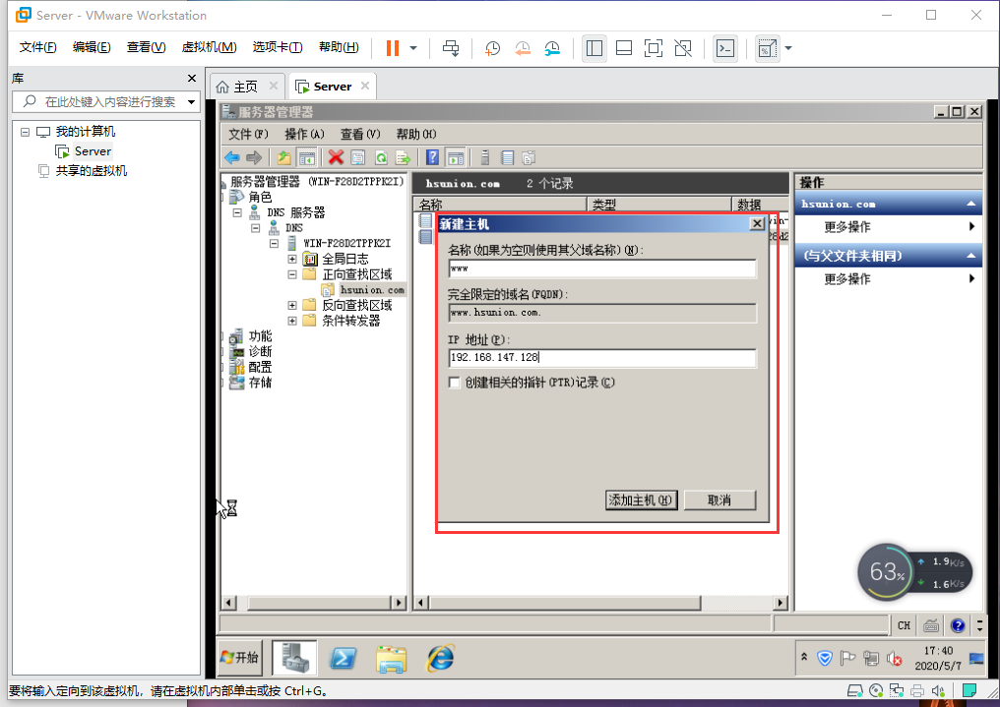 Server - VMware Workstation
文件(F) 编辑(E) 查看(V) 虚拟机(M) 选项卡(T) 帮助(H)
库
在此处键入内容进行搜索
我的计算机
Server
共享的虚拟机
主页 Server
服务器管理器
文件(F) 操作(A) 查看(V) 帮助(H)
服务器管理器 (WIN-F28D2TPPK2I)
角色
DNS 服务器
DNS
WIN-F28D2TPPK2I
全局日志
正向查找区域
hsunion.com
反向查找区域
条件转发器
功能
诊断
配置
存储
hsunion.com 2 个记录
名称 类型 数据
新建主机
名称(如果为空则使用其父域名称)(N):
www
完全限定的域名(FQDN):
www.hsunion.com.
IP 地址(P):
192.168.147.128
创建相关的指针(PTR)记录(C)
添加主机(H) 取消
操作
hsunion.com
更多操作
(与父文件夹相同)
更多操作
63%
1.9K/s
1.6K/s
CH
开始
17:40
2020/5/7
要将输入定向到该虚拟机，请在虚拟机内部单击或按 Ctrl+G。